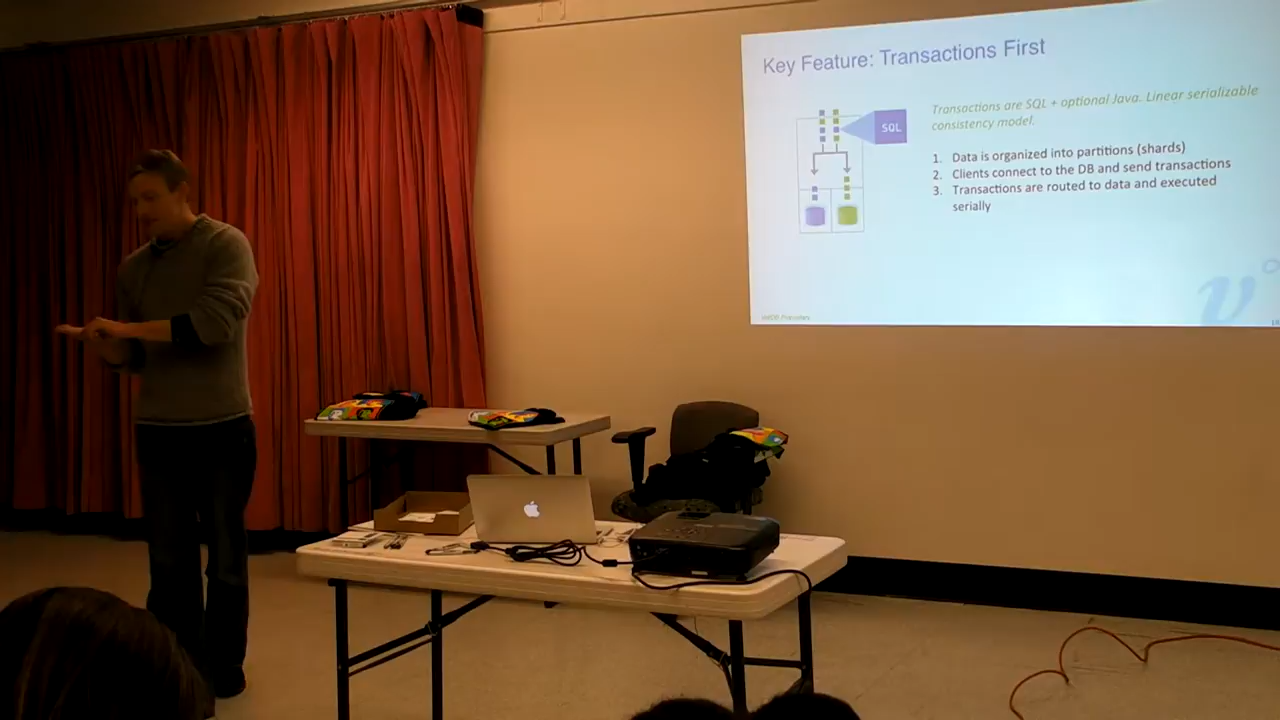 Key Feature: Transactions First
Transactions are SQL + optional Java. Linear serializable
consistency model.
SQL
1. Data is organized into partitions (shards)
2. Clients connect to the DB and send transactions
3. Transactions are routed to data and executed
serially